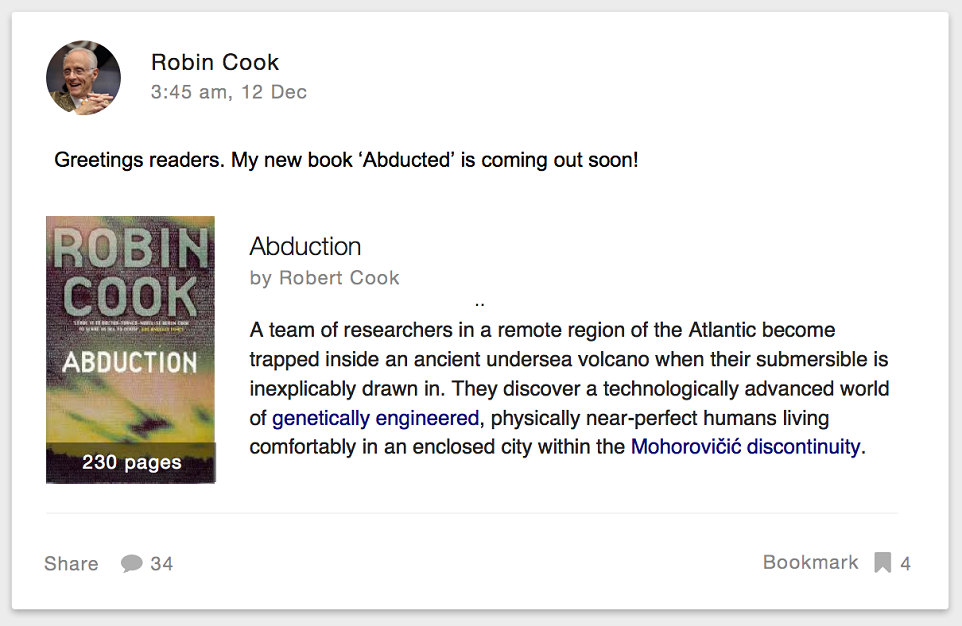 Robin Cook
3:45 am, 12 Dec
Greetings readers. My new book ‘Abducted’ is coming out soon!
ROBIN
COOK
ABDUCTION
230 pages
Abduction
by Robert Cook
..
A team of researchers in a remote region of the Atlantic become
trapped inside an ancient undersea volcano when their submersible is
inexplicably drawn in. They discover a technologically advanced world
of genetically engineered, physically near-perfect humans living
comfortably in an enclosed city within the Mohorovičić discontinuity.
Share 34
Bookmark 4